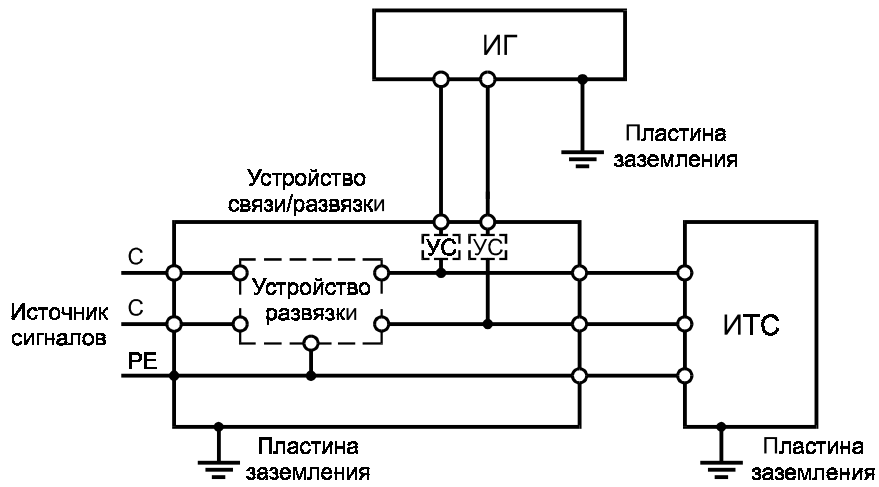 ИГ
Пластина
заземления
Устройство
связи/развязки
УС УС
С
Устройство
развязки
С
Источник
сигналов
ИТС
PE
Пластина
заземления
Пластина
заземления